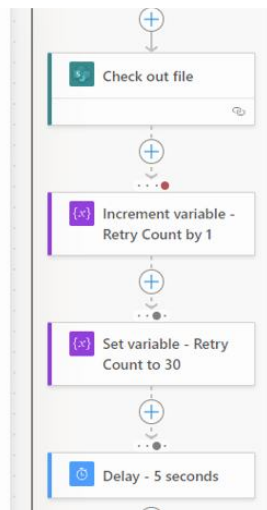 Check out file
{x}
Increment variable -
Retry Count by 1
{x}
Set variable - Retry
Count to 30
Delay - 5 seconds